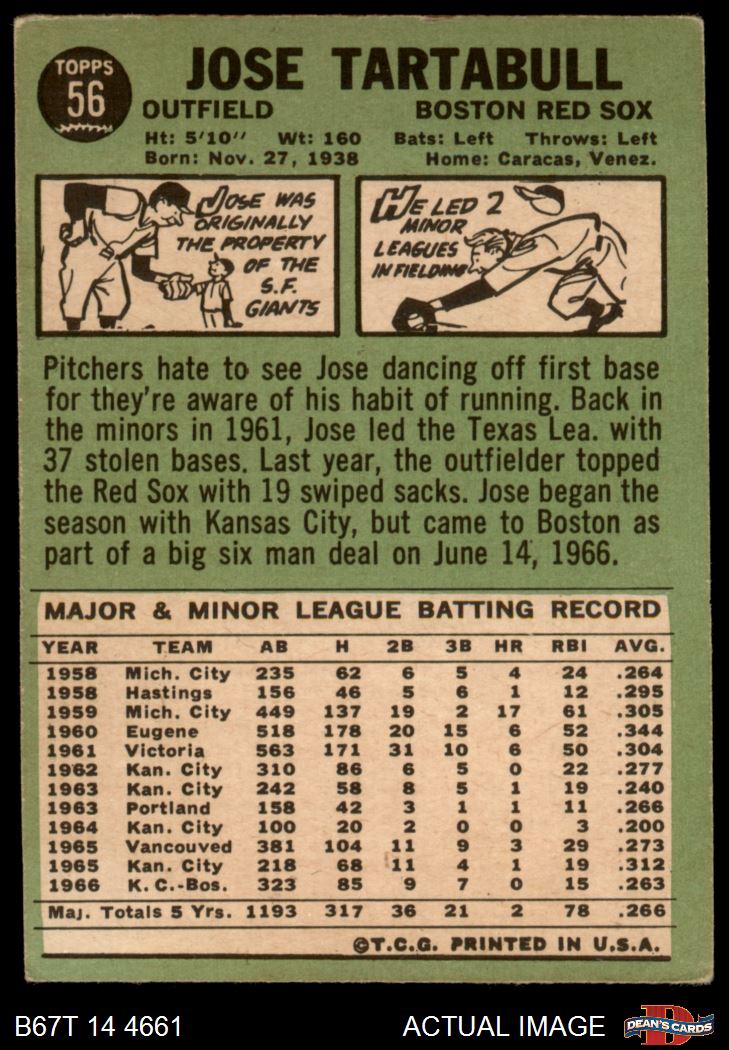 TOPPS
56
JOSE TARTABULL
OUTFIELD BOSTON RED SOX
Ht: 5'10" Wt: 160 Bats: Left Throws: Left
Born: Nov. 27, 1938 Home: Caracas, Venez.
JOSE WAS
ORIGINALLY
THE PROPERTY
OF THE
S.F.
GIANTS
HE LED 2
MINOR
LEAGUES
IN FIELDING
Pitchers hate to see Jose dancing off first base
for they're aware of his habit of running. Back in
the minors in 1961, Jose led the Texas Lea. with
37 stolen bases. Last year, the outfielder topped
the Red Sox with 19 swiped sacks. Jose began the
season with Kansas City, but came to Boston as
part of a big six man deal on June 14, 1966.
MAJOR & MINOR LEAGUE BATTING RECORD
YEAR TEAM AB H 2B 3B HR RBI AVG.
1958 Mich. City 235 62 6 5 4 24 .264
1958 Hastings 156 46 5 6 1 12 .295
1959 Mich. City 449 137 19 2 17 61 .305
1960 Eugene 518 178 20 15 6 52 .344
1961 Victoria 563 171 31 10 6 50 .304
1962 Kan. City 310 86 6 5 0 22 .277
1963 Kan. City 242 58 8 5 1 19 .240
1963 Portland 158 42 3 1 1 11 .266
1964 Kan. City 100 20 2 0 0 3 .200
1965 Vancouved 381 104 11 9 3 29 .273
1965 Kan. City 218 68 11 4 1 19 .312
1966 K.C.-Bos. 323 85 9 7 0 15 .263
Maj. Totals 5 Yrs. 1193 317 36 21 2 78 .266
©T.C.G. PRINTED IN U.S.A.
B67T 14 4661 ACTUAL IMAGE D DEAN'S CARDS